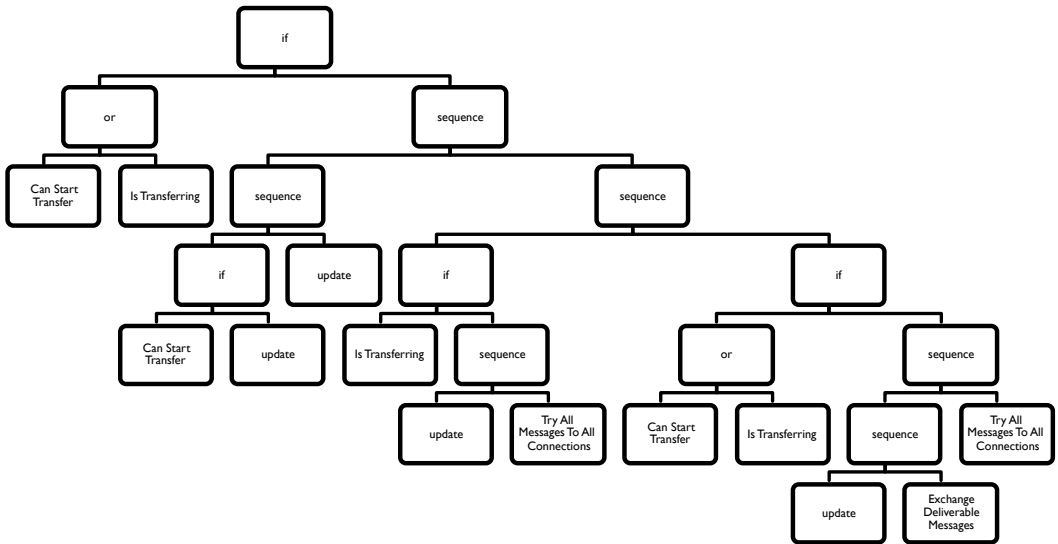 if
or
sequence
Can Start
Transfer
Is Transferring
sequence
sequence
if
update
if
if
Can Start
Transfer
update
Is Transferring
sequence
or
sequence
update
Try All
Messages To All
Connections
Can Start
Transfer
Is Transferring
sequence
Try All
Messages To All
Connections
update
Exchange
Deliverable
Messages